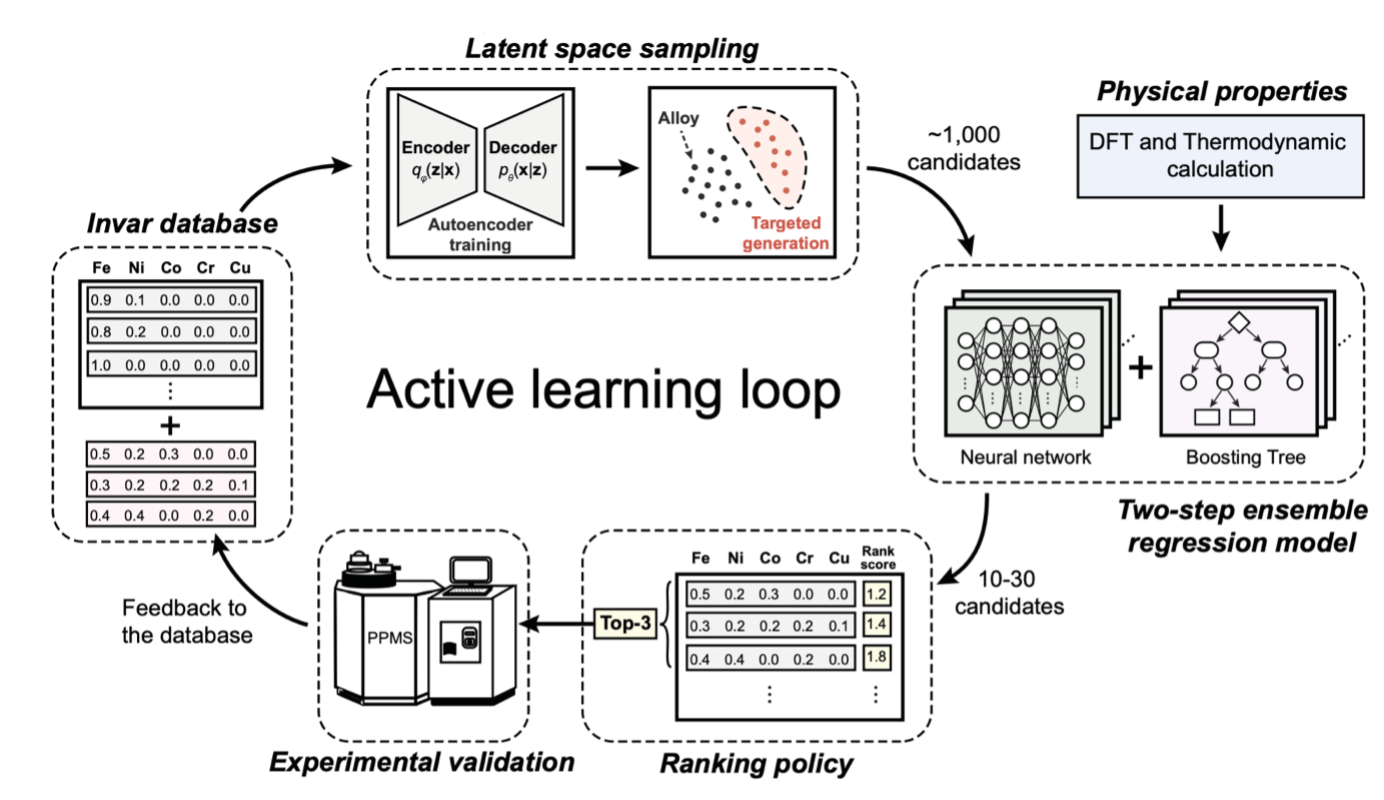 Latent space sampling
Encoder
qφ(z|x)
Decoder
pθ(x|z)
Autoencoder
training
Alloy
Targeted
generation
~1,000
candidates
Physical properties
DFT and Thermodynamic
calculation
Invar database
Fe Ni Co Cr Cu
0.9 0.1 0.0 0.0 0.0
0.8 0.2 0.0 0.0 0.0
1.0 0.0 0.0 0.0 0.0
⋮
+
0.5 0.2 0.3 0.0 0.0
0.3 0.2 0.2 0.2 0.1
0.4 0.4 0.0 0.2 0.0
Active learning loop
+
Neural network
Boosting Tree
Two-step ensemble
regression model
10-30
candidates
Fe Ni Co Cr Cu Rank
score
0.5 0.2 0.3 0.0 0.0 1.2
0.3 0.2 0.2 0.2 0.1 1.4
0.4 0.4 0.0 0.2 0.0 1.8
⋮ ⋮
Top-3
Ranking policy
PPMS
Experimental validation
Feedback to
the database